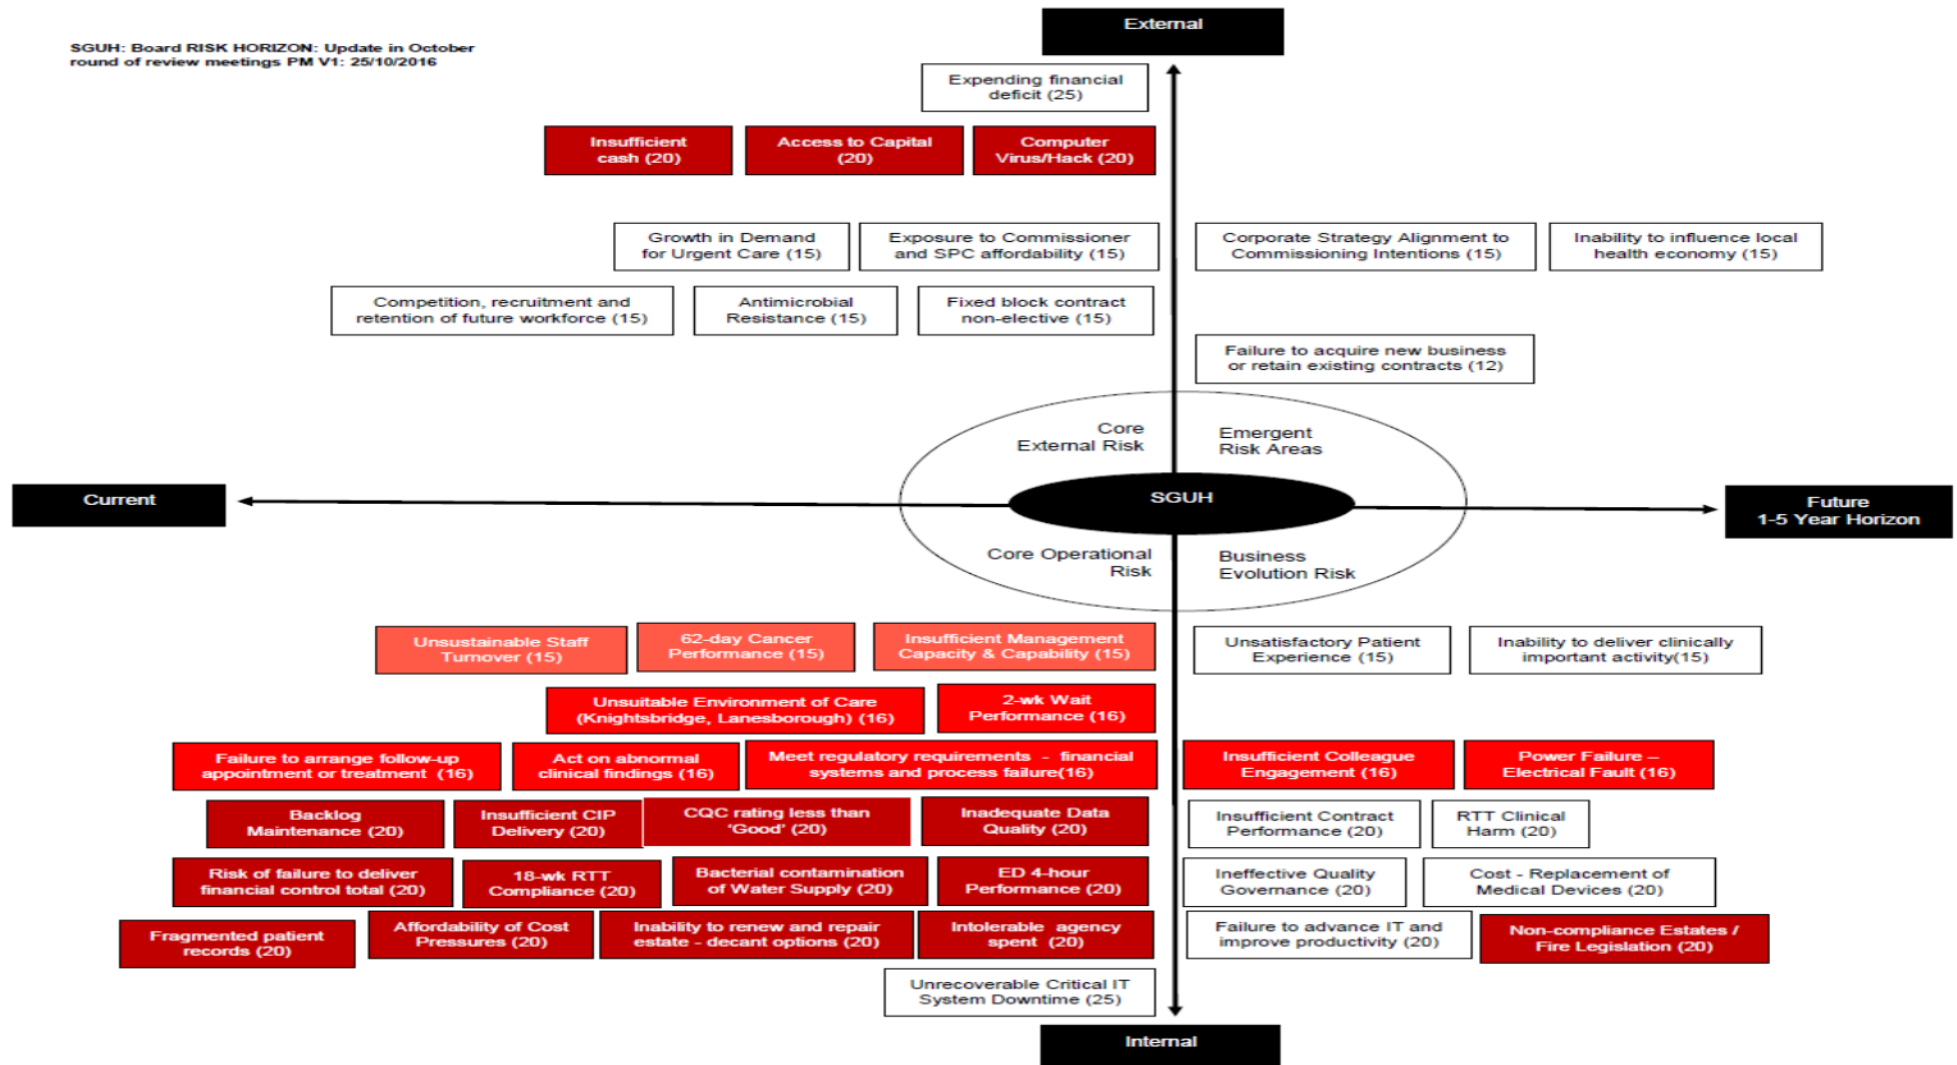 External
SGUH: Board RISK HORIZON: Update in October
round of review meetings PM V1: 25/10/2016
Expending financial
deficit (25)
Insufficient
cash (20)
Access to Capital
(20)
Computer
Virus/Hack (20)
Growth in Demand
for Urgent Care (15)
Exposure to Commissioner
and SPC affordability (15)
Corporate Strategy Alignment to
Commissioning Intentions (15)
Inability to influence local
health economy (15)
Competition, recruitment and
retention of future workforce (15)
Antimicrobial
Resistance (15)
Fixed block contract
non-elective (15)
Failure to acquire new business
or retain existing contracts (12)
Core
External Risk
Emergent
Risk Areas
Current
SGUH
Future
1-5 Year Horizon
Core Operational
Risk
Business
Evolution Risk
Unsustainable Staff
Turnover (15)
62-day Cancer
Performance (15)
Insufficient Management
Capacity & Capability (15)
Unsatisfactory Patient
Experience (15)
Inability to deliver clinically
important activity(15)
Unsuitable Environment of Care
(Knightsbridge, Lanesborough) (16)
2-wk Wait
Performance (16)
Failure to arrange follow-up
appointment or treatment (16)
Act on abnormal
clinical findings (16)
Meet regulatory requirements - financial
systems and process failure(16)
Insufficient Colleague
Engagement (16)
Power Failure –
Electrical Fault (16)
Backlog
Maintenance (20)
Insufficient CIP
Delivery (20)
CQC rating less than
‘Good’ (20)
Inadequate Data
Quality (20)
Insufficient Contract
Performance (20)
RTT Clinical
Harm (20)
Risk of failure to deliver
financial control total (20)
18-wk RTT
Compliance (20)
Bacterial contamination
of Water Supply (20)
ED 4-hour
Performance (20)
Ineffective Quality
Governance (20)
Cost - Replacement of
Medical Devices (20)
Fragmented patient
records (20)
Affordability of Cost
Pressures (20)
Inability to renew and repair
estate - decant options (20)
Intolerable agency
spent (20)
Failure to advance IT and
improve productivity (20)
Non-compliance Estates /
Fire Legislation (20)
Unrecoverable Critical IT
System Downtime (25)
Internal